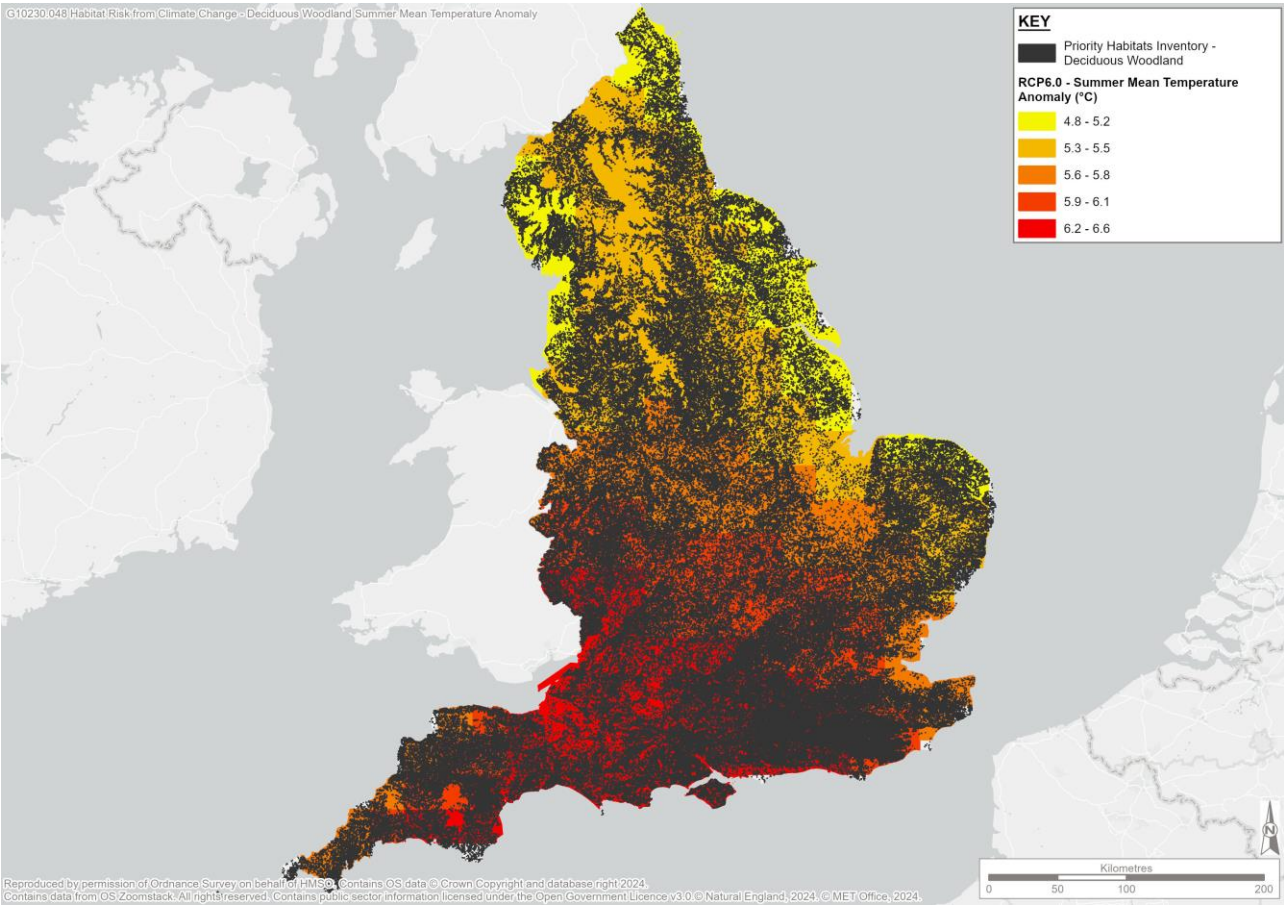 G10230.048 Habitat Risk from Climate Change - Deciduous Woodland Summer Mean Temperature Anomaly
KEY
Priority Habitats Inventory -
Deciduous Woodland
RCP6.0 - Summer Mean Temperature
Anomaly (°C)
4.8 - 5.2
5.3 - 5.5
5.6 - 5.8
5.9 - 6.1
6.2 - 6.6
N
Kilometres
0 50 100 200
Reproduced by permission of Ordnance Survey on behalf of HMSO. Contains OS data © Crown Copyright and database right 2024.
Contains data from OS Zoomstack. All rights reserved. Contains public sector information licensed under the Open Government Licence v3.0.© Natural England, 2024. © MET Office, 2024.